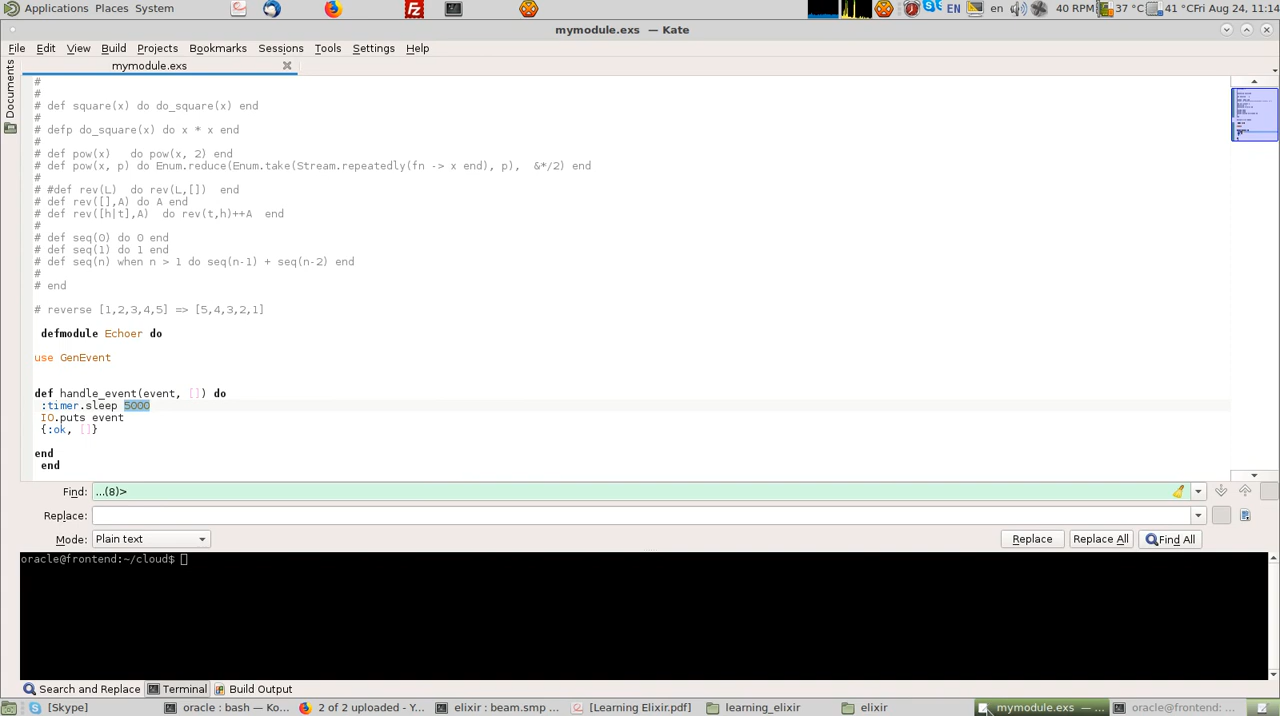 Applications Places System
EN
en
40 RPM
37 °C
41 °C
Fri Aug 24, 11:14
mymodule.exs — Kate
File Edit View Build Projects Bookmarks Sessions Tools Settings Help
Documents
mymodule.exs
#
#
# def square(x) do do_square(x) end
#
# defp do_square(x) do x * x end
#
# def pow(x)   do pow(x, 2) end
# def pow(x, p) do Enum.reduce(Enum.take(Stream.repeatedly(fn -> x end), p),  &*/2) end
#
# #def rev(L)  do rev(L,[])  end
# def rev([],A) do A end
# def rev([h|t],A)  do rev(t,h)++A  end
#
# def seq(0) do 0 end
# def seq(1) do 1 end
# def seq(n) when n > 1 do seq(n-1) + seq(n-2) end
#
# end
# reverse [1,2,3,4,5] => [5,4,3,2,1]
defmodule Echoer do
use GenEvent
def handle_event(event, []) do
:timer.sleep 5000
IO.puts event
{:ok, []}
end
end
Find: ...(8)>
Replace:
Mode: Plain text
Replace Replace All Find All
oracle@frontend:~/cloud$
Search and Replace Terminal Build Output
[Skype] oracle : bash — Ko... 2 of 2 uploaded - Y... elixir : beam.smp ... [Learning Elixir.pdf] learning_elixir elixir mymodule.exs — ... oracle@frontend: ...